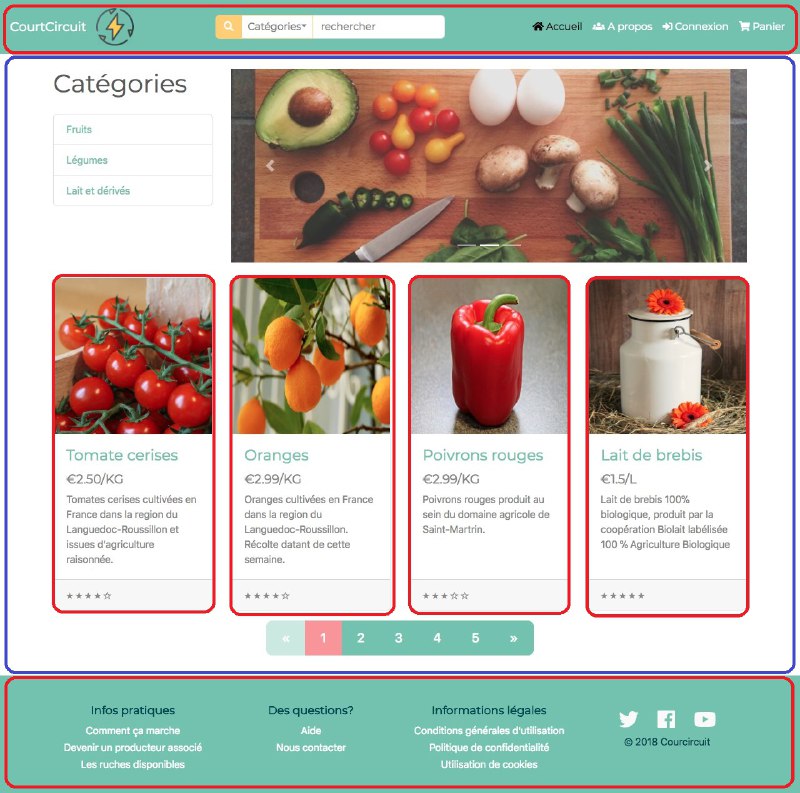 CourtCircuit Catégories rechercher Accueil A propos Connexion Panier
Catégories
Fruits
Légumes
Lait et dérivés
Tomate cerises
€2.50/KG
Tomates cerises cultivées en
France dans la region du
Languedoc-Roussillon et
issues d'agriculture
raisonnée.
★ ★ ★ ★ ☆
Oranges
€2.99/KG
Oranges cultivées en France
dans la region du
Languedoc-Roussillon.
Récolte datant de cette
semaine.
★ ★ ★ ★ ☆
Poivrons rouges
€2.99/KG
Poivrons rouges produit au
sein du domaine agricole de
Saint-Martrin.
★ ★ ★ ☆ ☆
Lait de brebis
€1.5/L
Lait de brebis 100%
biologique, produit par la
coopération Biolait labélisée
100 % Agriculture Biologique
★ ★ ★ ★ ★
« 1 2 3 4 5 »
Infos pratiques
Comment ça marche
Devenir un producteur associé
Les ruches disponibles
Des questions?
Aide
Nous contacter
Informations légales
Conditions générales d'utilisation
Politique de confidentialité
Utilisation de cookies
© 2018 Courcircuit